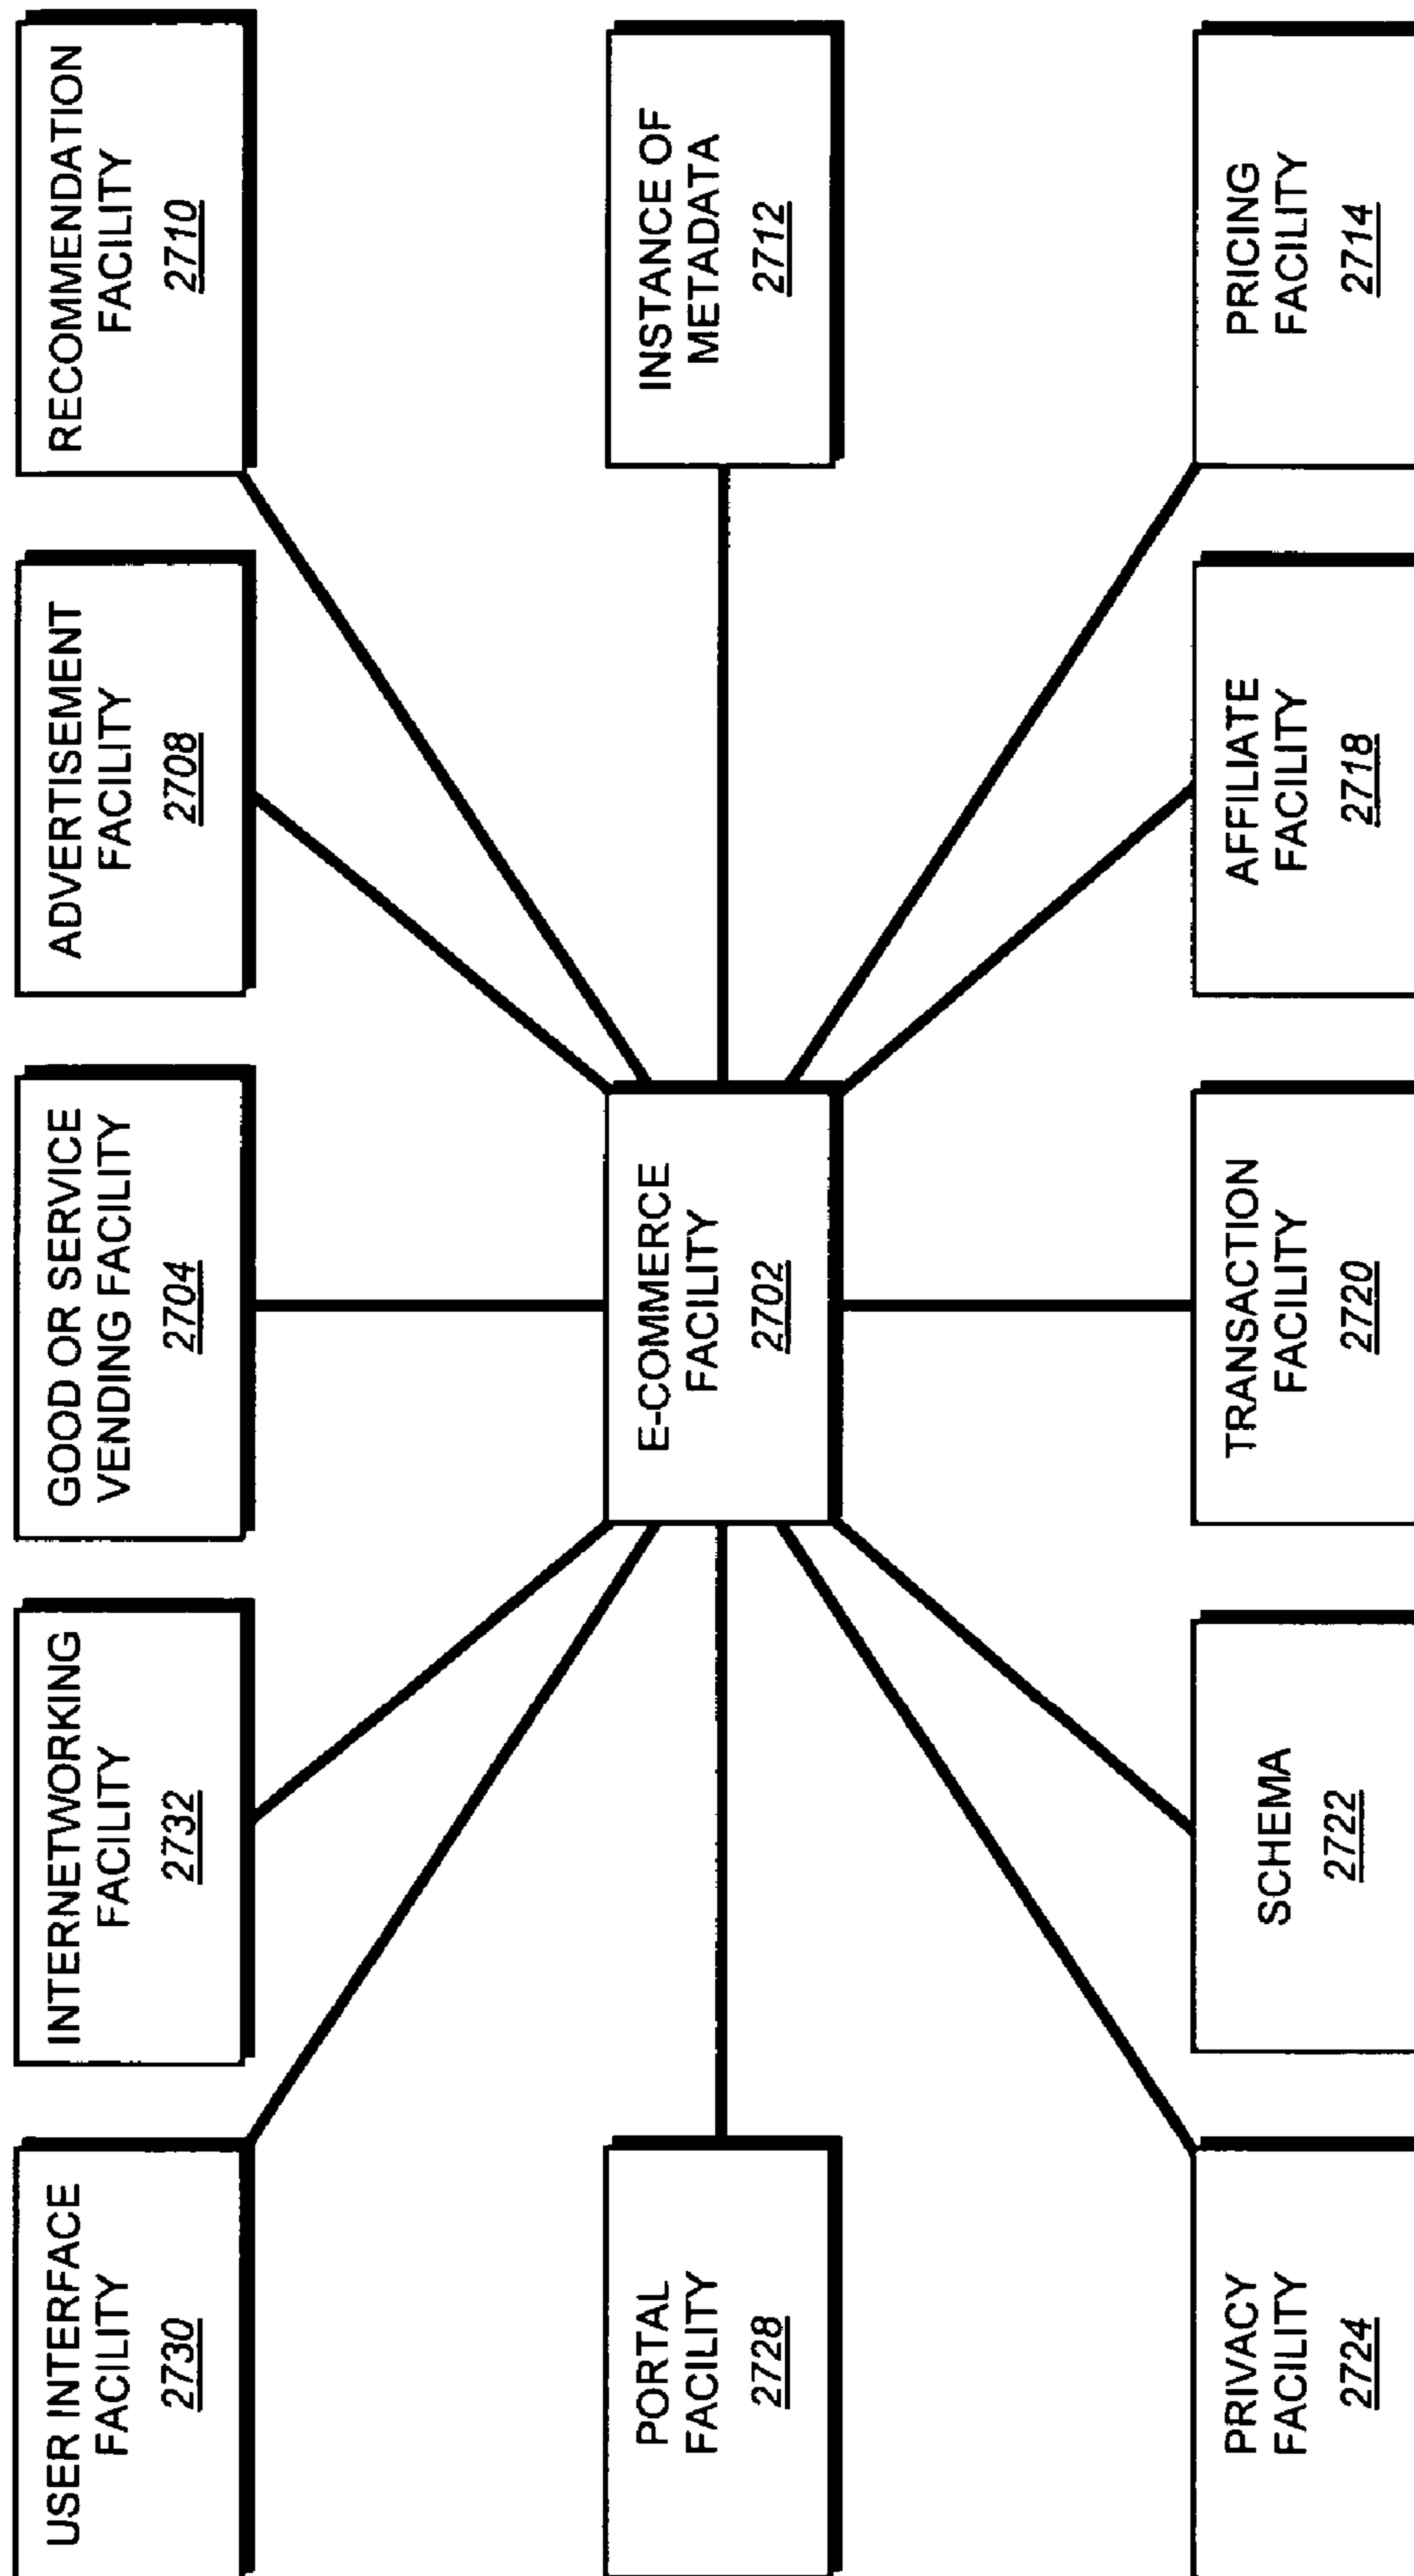 USER INTERFACE
FACILITY
2730
INTERNETWORKING
FACILITY
2732
GOOD OR SERVICE
VENDING FACILITY
2704
ADVERTISEMENT
FACILITY
2708
RECOMMENDATION
FACILITY
2710
PORTAL
FACILITY
2728
E-COMMERCE
FACILITY
2702
INSTANCE OF
METADATA
2712
PRIVACY
FACILITY
2724
SCHEMA
2722
TRANSACTION
FACILITY
2720
AFFILIATE
FACILITY
2718
PRICING
FACILITY
2714